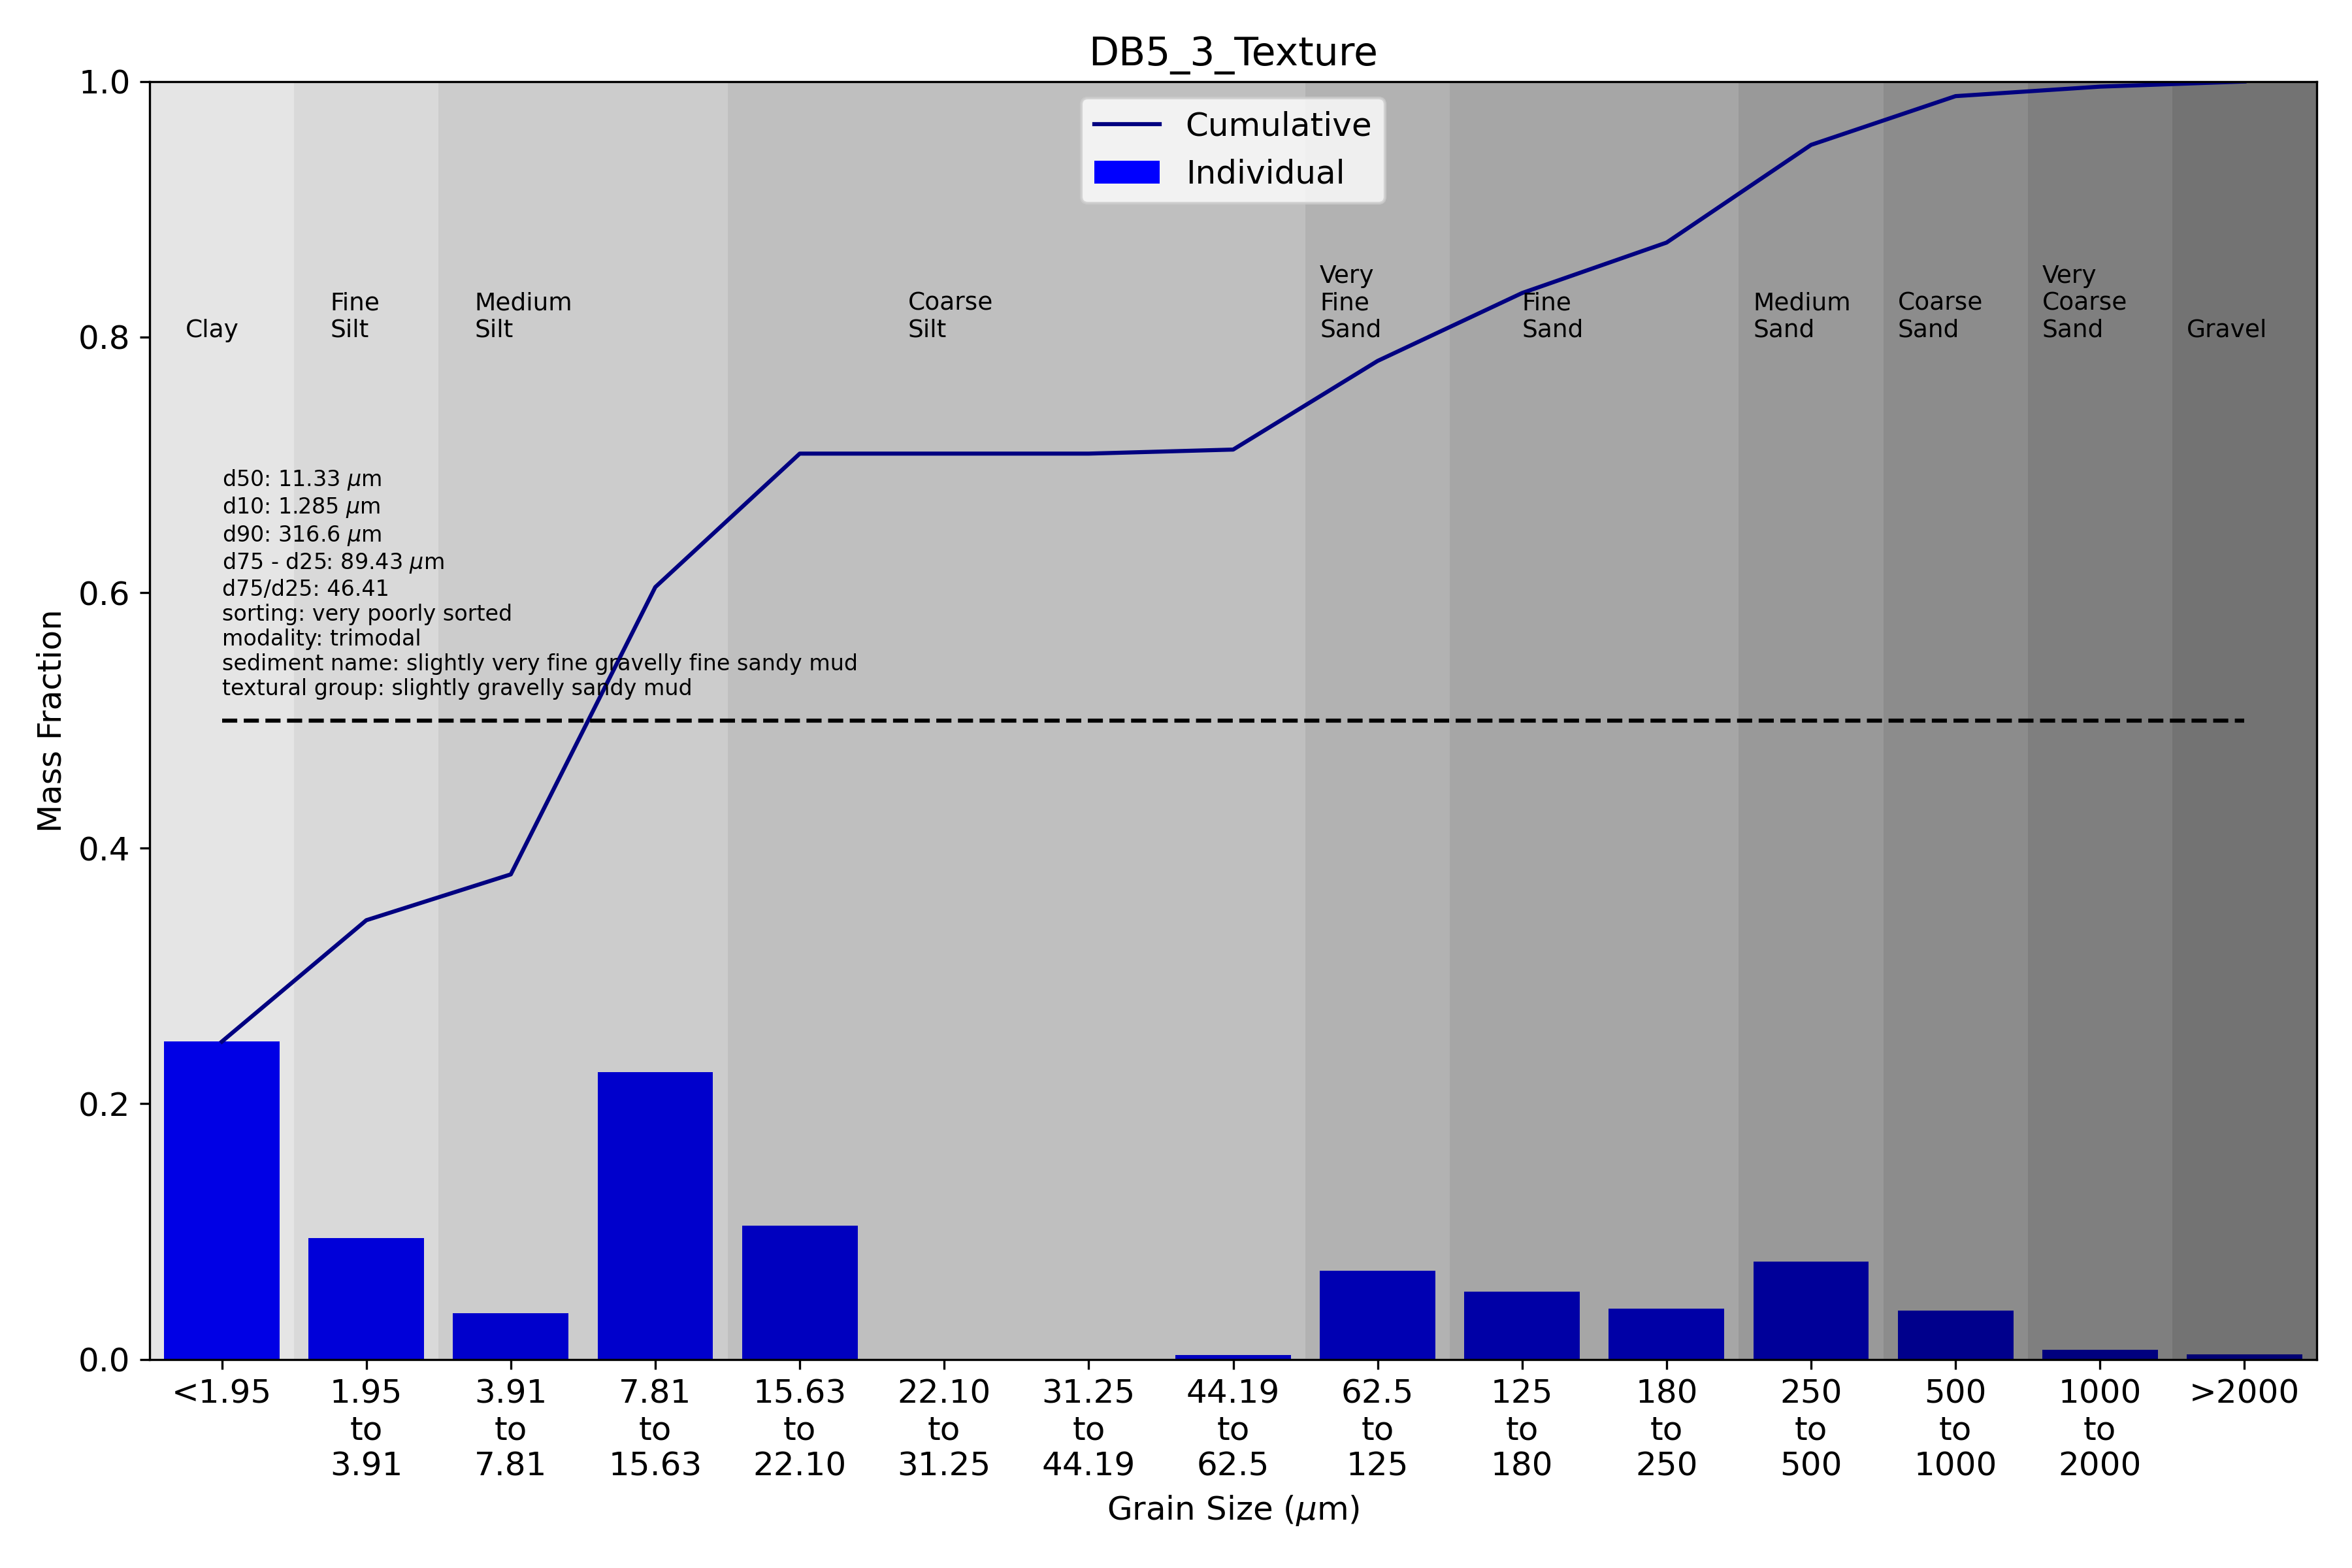 DB5_3_Texture
Cumulative
Individual
1.0
0.8
0.6
0.4
0.2
0.0
Mass Fraction
Clay
Fine
Silt
Medium
Silt
Coarse
Silt
Very
Fine
Sand
Fine
Sand
Medium
Sand
Coarse
Sand
Very
Coarse
Sand
Gravel
d50: 11.33 μm
d10: 1.285 μm
d90: 316.6 μm
d75 - d25: 89.43 μm
d75/d25: 46.41
sorting: very poorly sorted
modality: trimodal
sediment name: slightly very fine gravelly fine sandy mud
textural group: slightly gravelly sandy mud
<1.95
1.95
to
3.91
3.91
to
7.81
7.81
to
15.63
15.63
to
22.10
22.10
to
31.25
31.25
to
44.19
44.19
to
62.5
62.5
to
125
125
to
180
180
to
250
250
to
500
500
to
1000
1000
to
2000
>2000
Grain Size (μm)